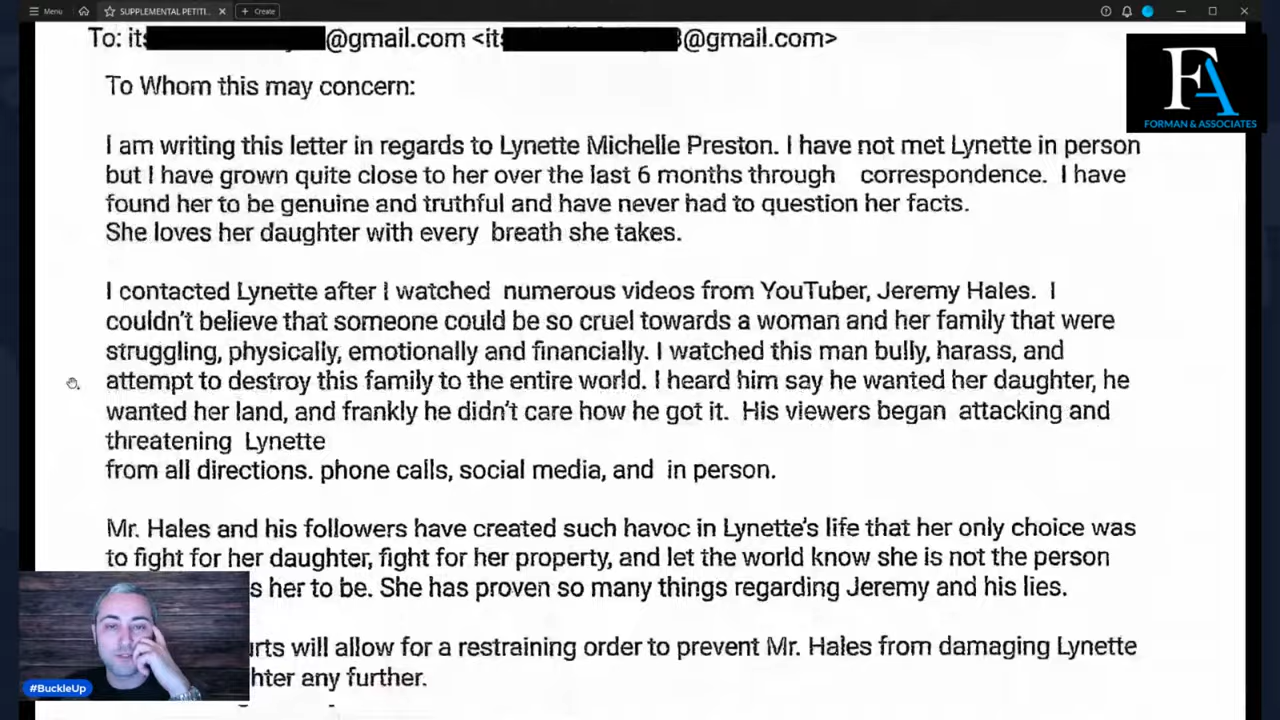 Menu
SUPPLEMENTAL PETITI...
Create
To: its @gmail.com <it 3@gmail.com>
FA
FORMAN & ASSOCIATES
To Whom this may concern:
I am writing this letter in regards to Lynette Michelle Preston. I have not met Lynette in person
but I have grown quite close to her over the last 6 months through correspondence. I have
found her to be genuine and truthful and have never had to question her facts.
She loves her daughter with every breath she takes.
I contacted Lynette after I watched numerous videos from YouTuber, Jeremy Hales. I
couldn't believe that someone could be so cruel towards a woman and her family that were
struggling, physically, emotionally and financially. I watched this man bully, harass, and
attempt to destroy this family to the entire world. I heard him say he wanted her daughter, he
wanted her land, and frankly he didn't care how he got it. His viewers began attacking and
threatening Lynette
from all directions. phone calls, social media, and in person.
Mr. Hales and his followers have created such havoc in Lynette's life that her only choice was
to fight for her daughter, fight for her property, and let the world know she is not the person
s her to be. She has proven so many things regarding Jeremy and his lies.
urts will allow for a restraining order to prevent Mr. Hales from damaging Lynette
hter any further.
#BuckleUp